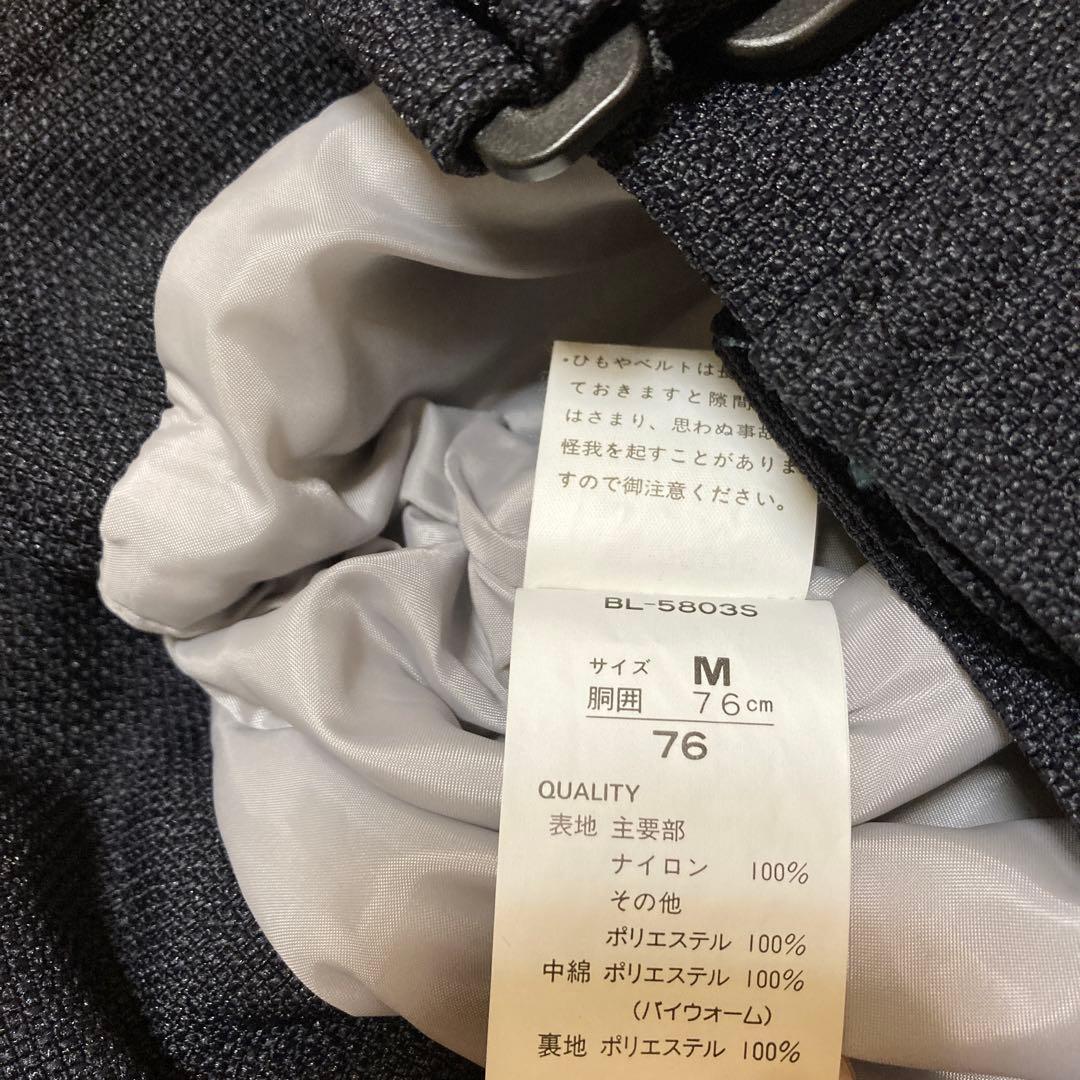 ・ひもやベルトは
ておきますと隙間
はさまり、思わぬ事故
怪我を起すことがありま
すので御注意ください。
BL-5803S
サイズ M
胴囲 76cm
76
QUALITY
表地 主要部
ナイロン 100%
その他
ポリエステル 100%
中綿 ポリエステル 100%
(バイウォーム)
裏地 ポリエステル 100%